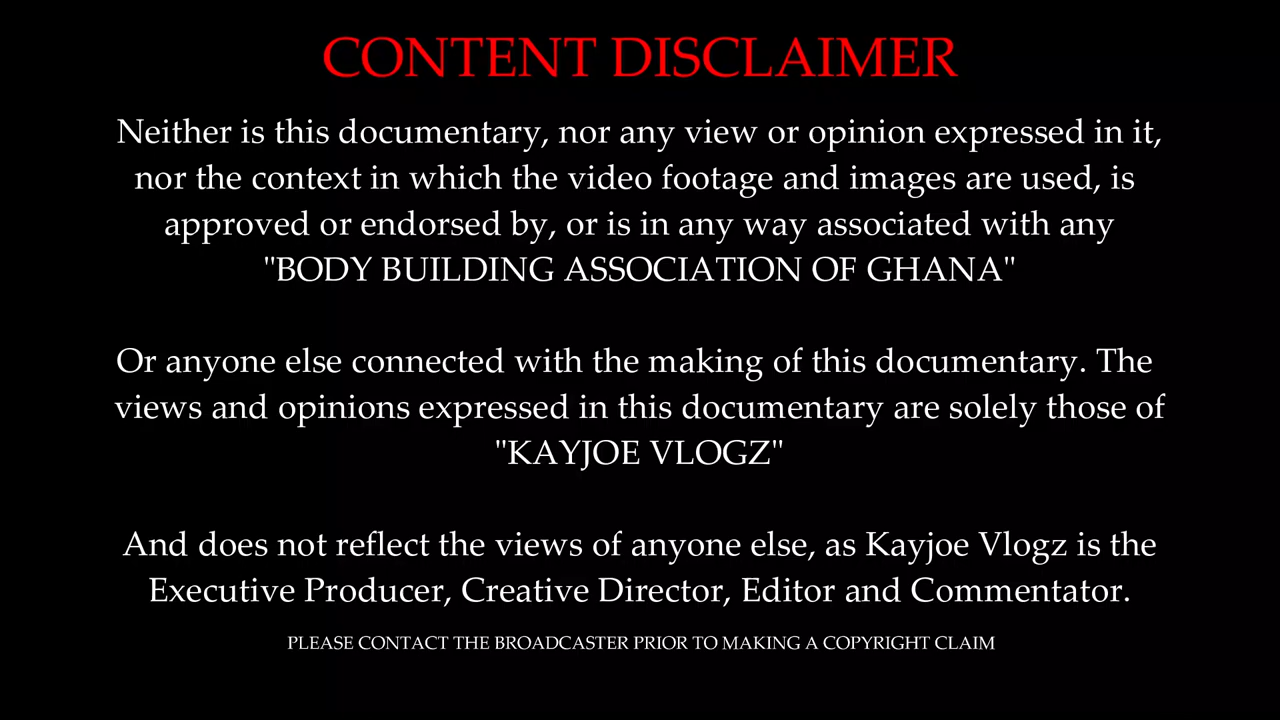 CONTENT DISCLAIMER
Neither is this documentary, nor any view or opinion expressed in it,
nor the context in which the video footage and images are used, is
approved or endorsed by, or is in any way associated with any
"BODY BUILDING ASSOCIATION OF GHANA"
Or anyone else connected with the making of this documentary. The
views and opinions expressed in this documentary are solely those of
"KAYJOE VLOGZ"
And does not reflect the views of anyone else, as Kayjoe Vlogz is the
Executive Producer, Creative Director, Editor and Commentator.
PLEASE CONTACT THE BROADCASTER PRIOR TO MAKING A COPYRIGHT CLAIM